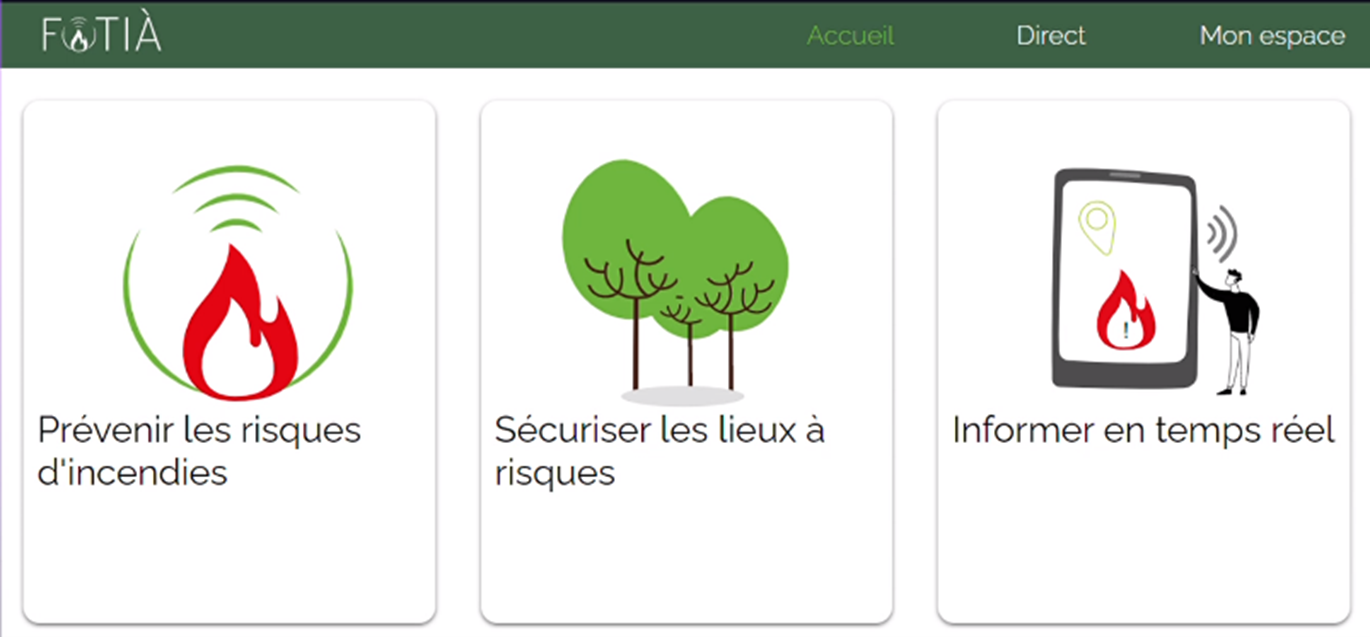 FOTIÀ
Accueil
Direct
Mon espace
Prévenir les risques
d'incendies
Sécuriser les lieux à
risques
!
Informer en temps réel